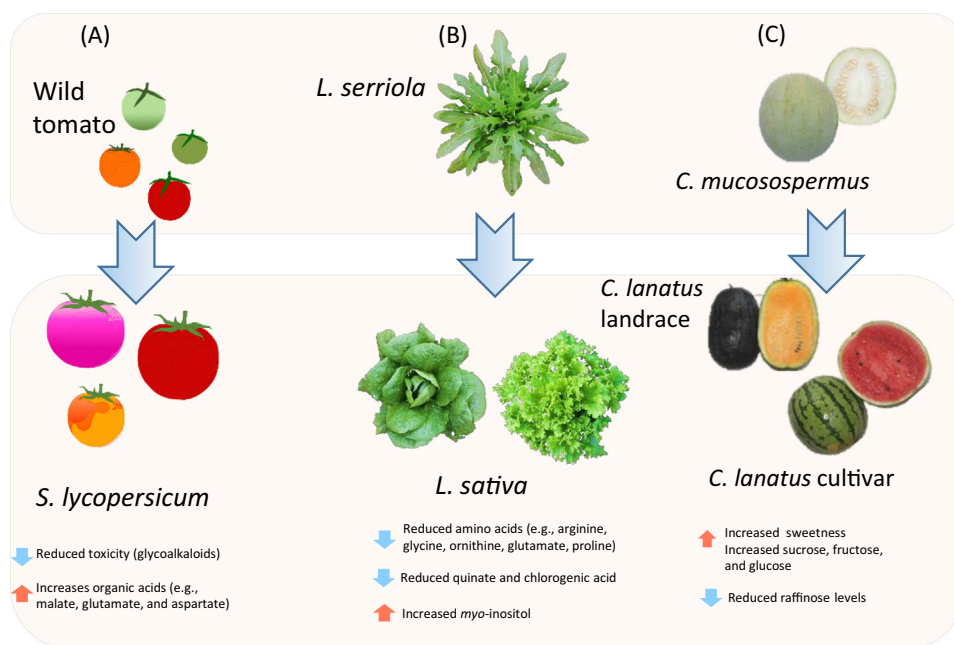 (A)
Wild
tomato
(B)
L. serriola
(C)
C. mucosospermus
S. lycopersicum
Reduced toxicity (glycoalkaloids)
Increases organic acids (e.g.,
malate, glutamate, and aspartate)
L. sativa
Reduced amino acids (e.g., arginine,
glycine, ornithine, glutamate, proline)
Reduced quinate and chlorogenic acid
Increased myo-inositol
C. lanatus
landrace
C. lanatus cultivar
Increased sweetness
Increased sucrose, fructose,
and glucose
Reduced raffinose levels